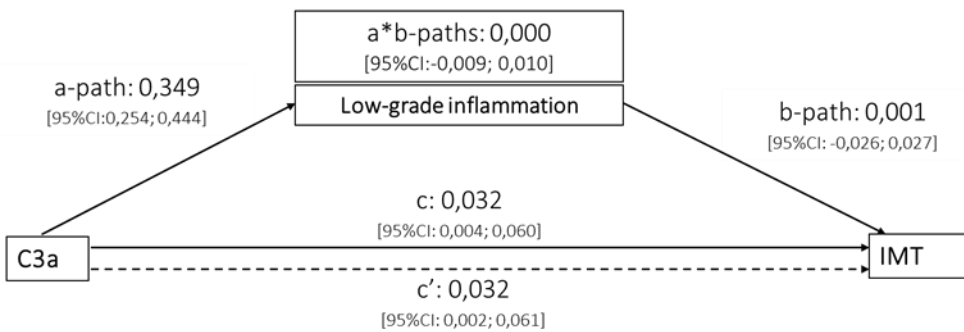 a*b-paths: 0,000
[95%CI:-0,009; 0,010]
a-path: 0,349
[95%CI:0,254; 0,444]
Low-grade inflammation
b-path: 0,001
[95%CI: -0,026; 0,027]
c: 0,032
[95%CI: 0,004; 0,060]
C3a
IMT
c’: 0,032
[95%CI: 0,002; 0,061]